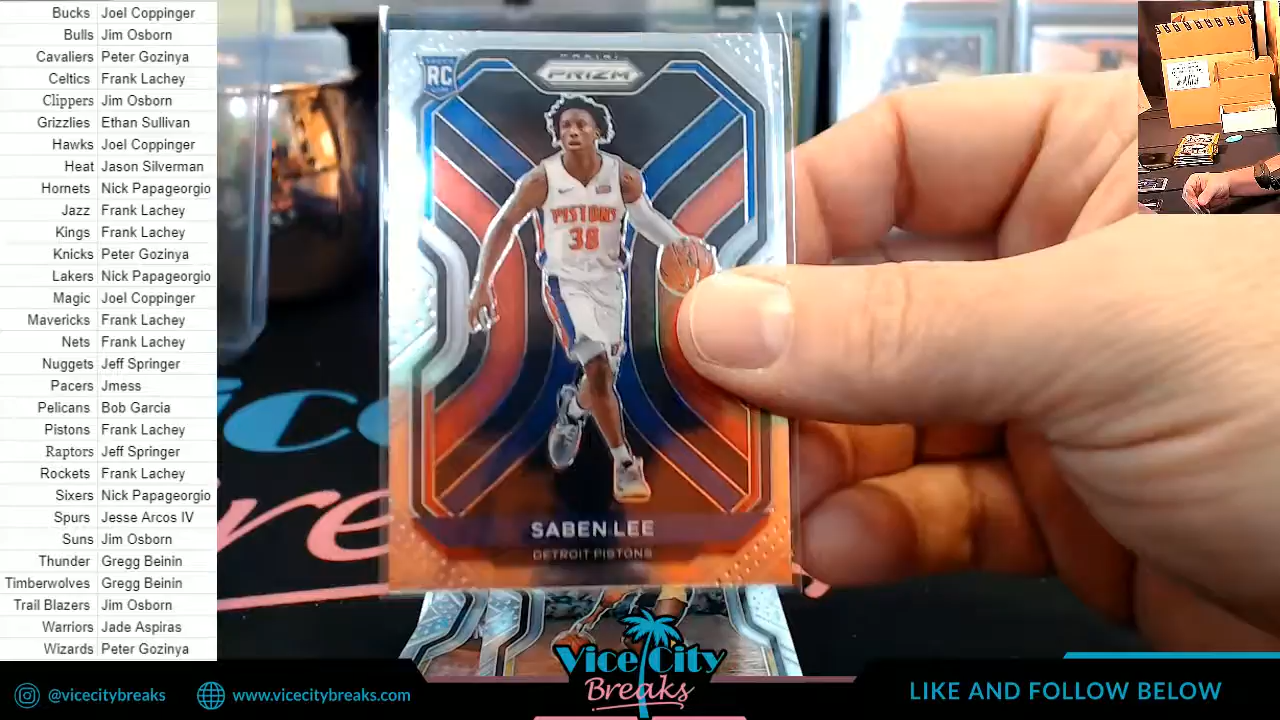 Bucks Joel Coppinger
Bulls Jim Osborn
Cavaliers Peter Gozinya
Celtics Frank Lachey
Clippers Jim Osborn
Grizzlies Ethan Sullivan
Hawks Joel Coppinger
Heat Jason Silverman
Hornets Nick Papageorgio
Jazz Frank Lachey
Kings Frank Lachey
Knicks Peter Gozinya
Lakers Nick Papageorgio
Magic Joel Coppinger
Mavericks Frank Lachey
Nets Frank Lachey
Nuggets Jeff Springer
Pacers Jmess
Pelicans Bob Garcia
Pistons Frank Lachey
Raptors Jeff Springer
Rockets Frank Lachey
Sixers Nick Papageorgio
Spurs Jesse Arcos IV
Suns Jim Osborn
Thunder Gregg Beinin
Timberwolves Gregg Beinin
Trail Blazers Jim Osborn
Warriors Jade Aspiras
Wizards Peter Gozinya
RC
PANINI
PRIZM
PISTONS
38
SABEN LEE
DETROIT PISTONS
Vice City
Breaks
@vicecitybreaks
www.vicecitybreaks.com
LIKE AND FOLLOW BELOW